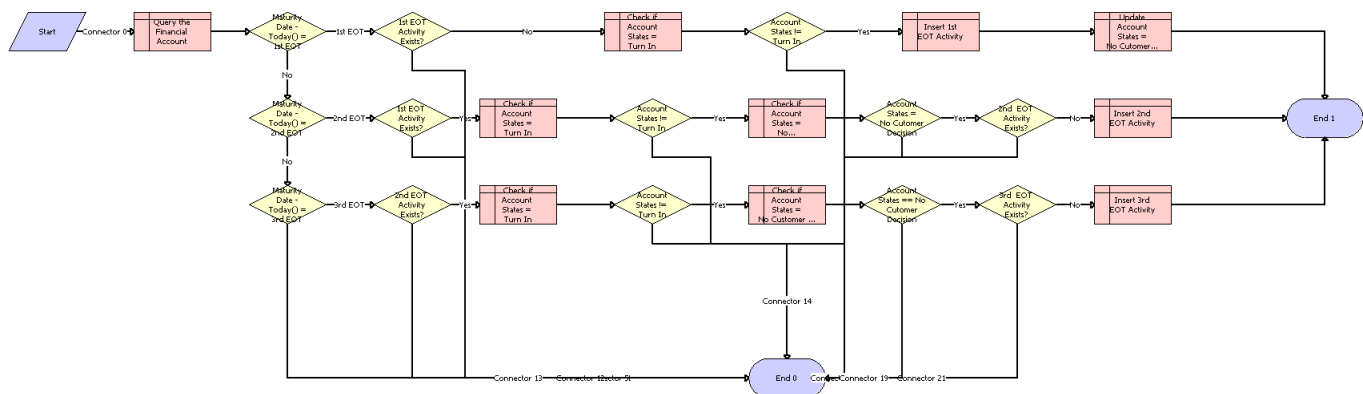 Start
Connector 0
Query the
Financial
Account
Maturity
Date -
Today() =
1st EOT
1st EOT
1st EOT
Activity
Exists?
No
Check if
Account
States =
Turn In
Account
States !=
Turn In
Yes
Insert 1st
EOT Activity
Update
Account
States =
No Cutomer...
No
Maturity
Date -
Today() =
2nd EOT
2nd EOT
1st EOT
Activity
Exists?
Yes
Check if
Account
States =
Turn In
Account
States !=
Turn In
Yes
Check if
Account
States =
No...
Account
States =
No Cutomer
Decision
Yes
2nd EOT
Activity
Exists?
No
Insert 2nd
EOT Activity
End 1
No
Maturity
Date -
Today() =
3rd EOT
3rd EOT
2nd EOT
Activity
Exists?
Yes
Check if
Account
States =
Turn In
Account
States !=
Turn In
Yes
Check if
Account
States =
No Customer ...
Account
States == No
Cutomer
Decision
Yes
3rd EOT
Activity
Exists?
No
Insert 3rd
EOT Activity
Connector 14
Connector 13
End 0
Connector 19
Connector 21